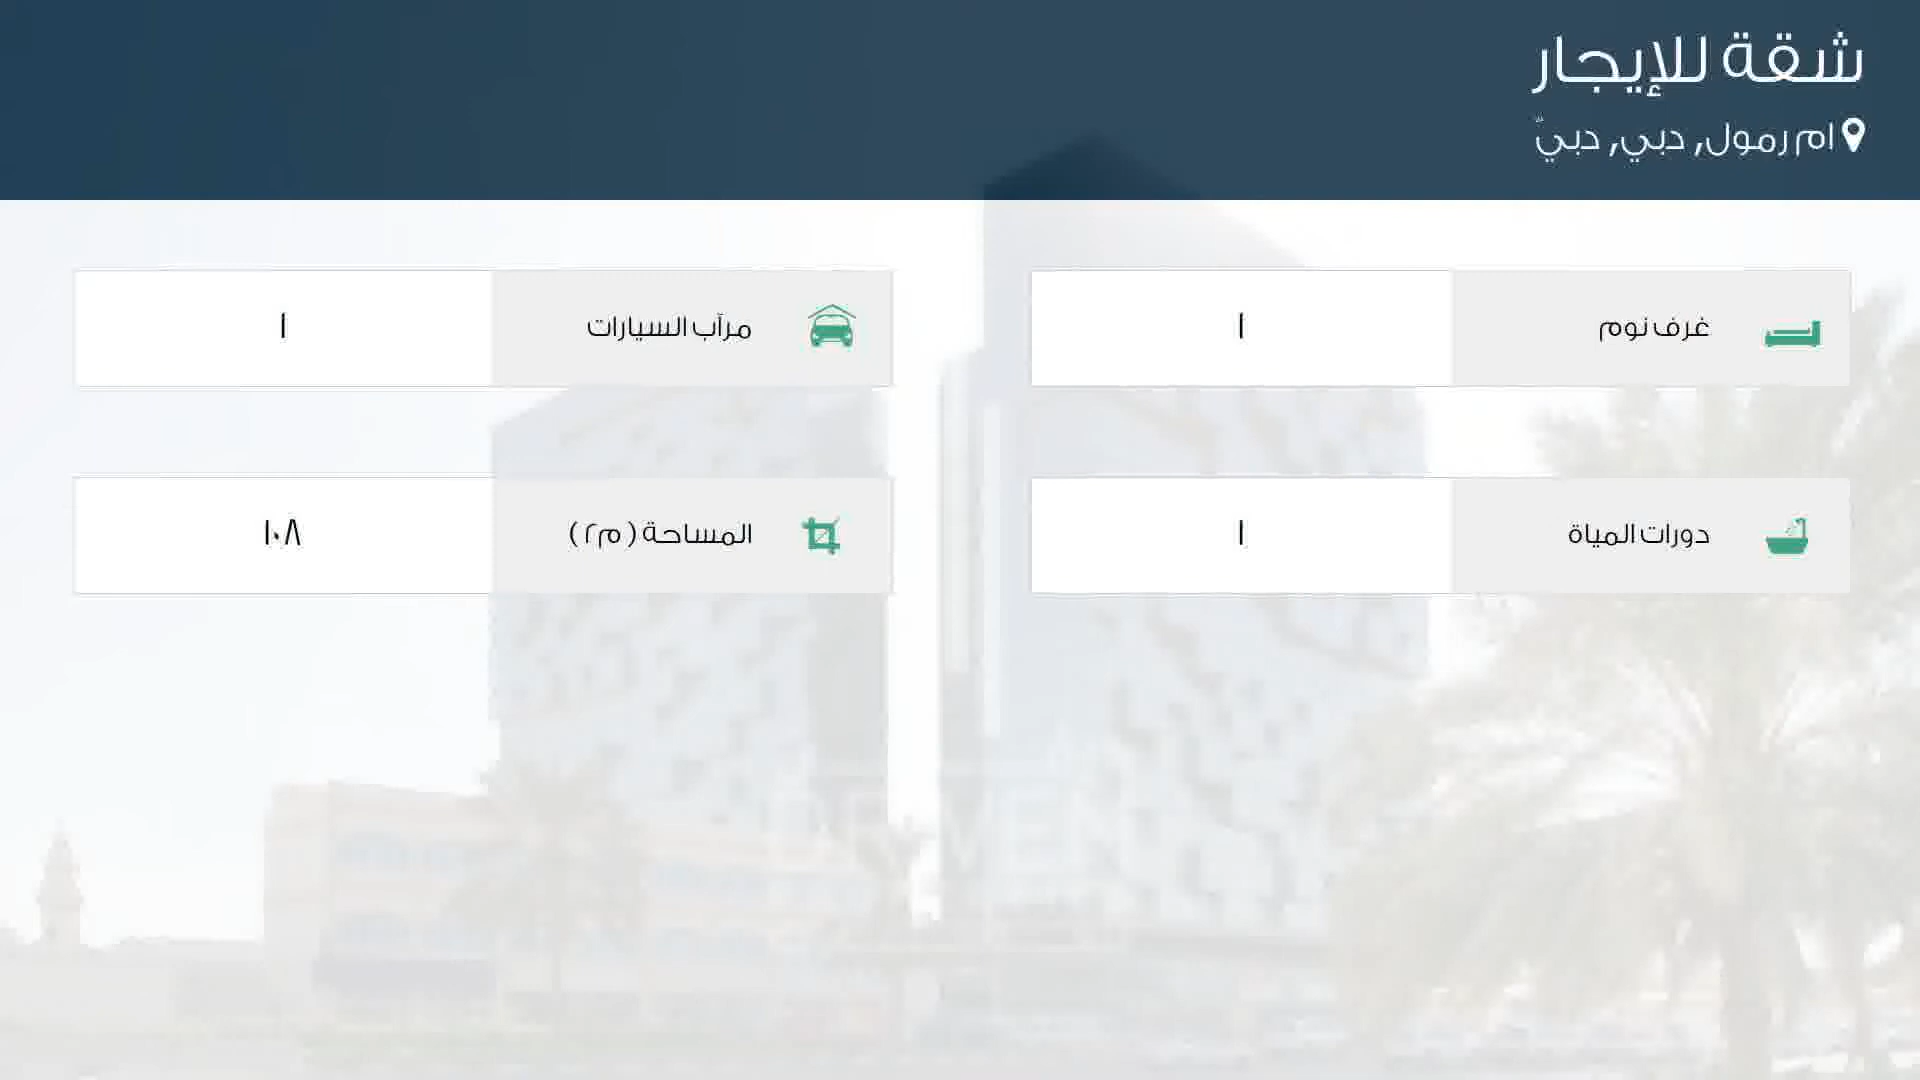 شقة للإيجار
ام رمول, دبي, دبيّ
غرف نوم ١
مرآب السيارات ١
دورات المياة ١
المساحة (م٢) ١٠٨